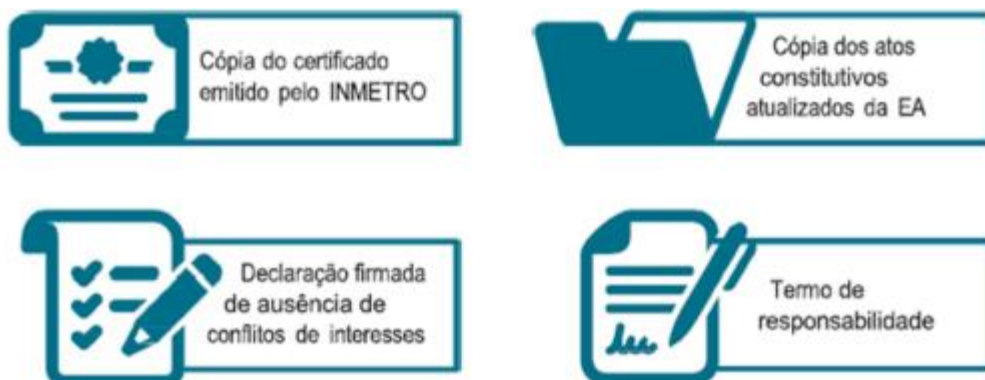 Cópia do certificado
emitido pelo INMETRO
Cópia dos atos
constitutivos
atualizados da EA
Declaração firmada
de ausência de
conflitos de interesses
Termo de
responsabilidade